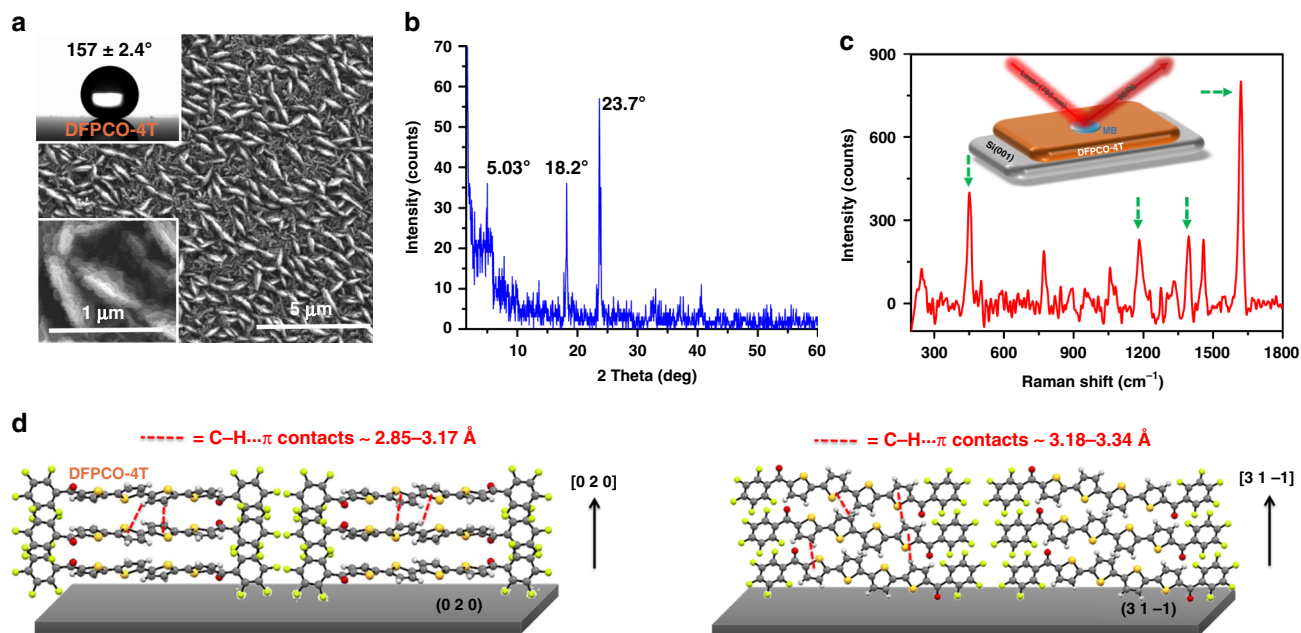 a
157 ± 2.4°
DFPCO-4T
1 μm
5 μm
b
Intensity (counts)
70
60
50
40
30
20
10
0
5.03°
18.2°
23.7°
10
20
30
40
50
60
2 Theta (deg)
c
Intensity (counts)
900
600
300
0
SERS
MB
DFPCO-4T
Si(001)
300
600
900
1200
1500
1800
Raman shift (cm⁻¹)
d
= C–H···π contacts ~ 2.85–3.17 Å
DFPCO-4T
[0 2 0]
(0 2 0)
= C–H···π contacts ~ 3.18–3.34 Å
[3 1 –1]
(3 1 –1)